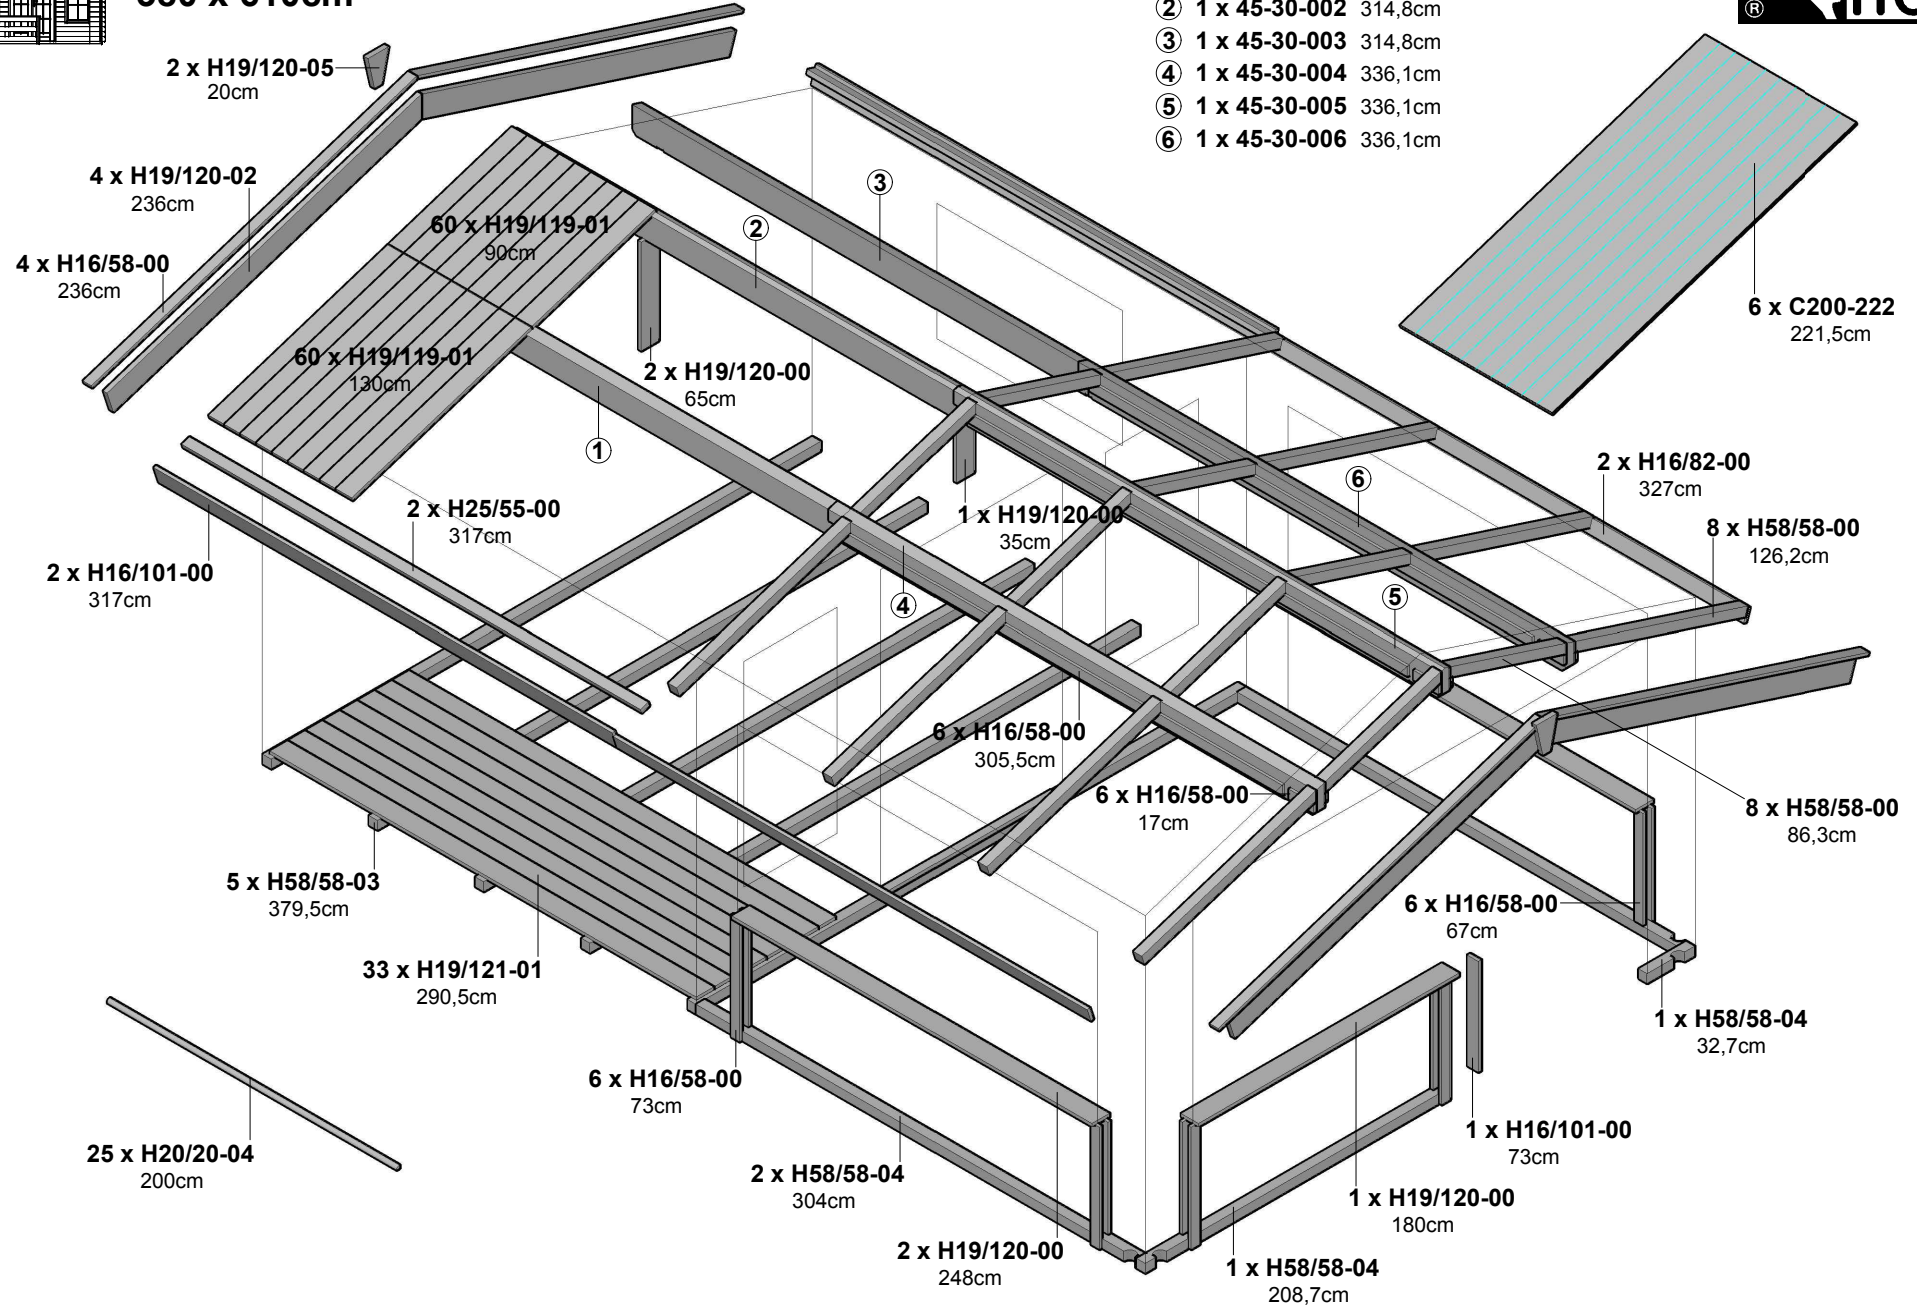 ② 1 x 45-30-002 314,8cm
③ 1 x 45-30-003 314,8cm
④ 1 x 45-30-004 336,1cm
⑤ 1 x 45-30-005 336,1cm
⑥ 1 x 45-30-006 336,1cm
®
2 x H19/120-05
20cm
4 x H19/120-02
236cm
4 x H16/58-00
236cm
60 x H19/119-01
90cm
60 x H19/119-01
130cm
③
②
①
2 x H19/120-00
65cm
6 x C200-222
221,5cm
2 x H25/55-00
317cm
2 x H16/101-00
317cm
1 x H19/120-00
35cm
⑥
2 x H16/82-00
327cm
8 x H58/58-00
126,2cm
④
⑤
6 x H16/58-00
305,5cm
6 x H16/58-00
17cm
8 x H58/58-00
86,3cm
5 x H58/58-03
379,5cm
33 x H19/121-01
290,5cm
6 x H16/58-00
67cm
1 x H58/58-04
32,7cm
6 x H16/58-00
73cm
25 x H20/20-04
200cm
2 x H58/58-04
304cm
1 x H16/101-00
73cm
1 x H19/120-00
180cm
2 x H19/120-00
248cm
1 x H58/58-04
208,7cm